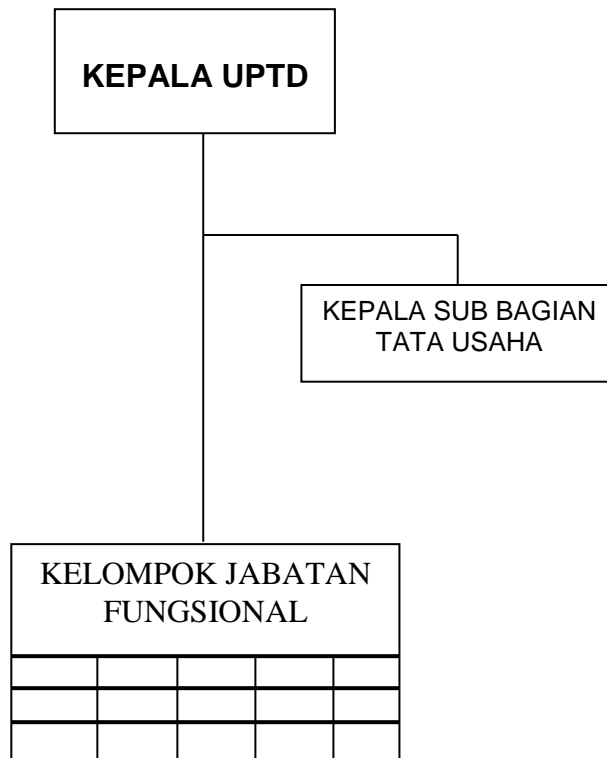 KEPALA UPTD
KEPALA SUB BAGIAN
TATA USAHA
KELOMPOK JABATAN
FUNGSIONAL